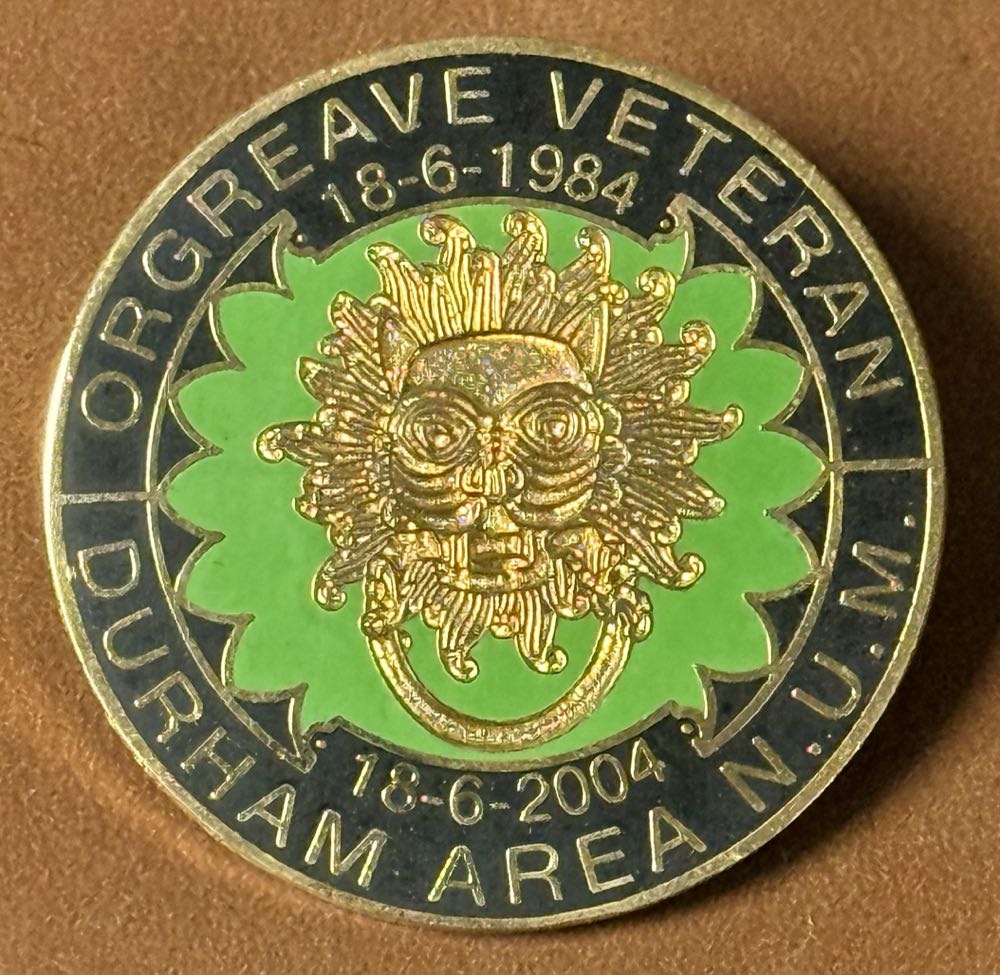 ORGREAVE VETERAN
18-6-1984
18-6-2004
DURHAM AREA N.U.M.